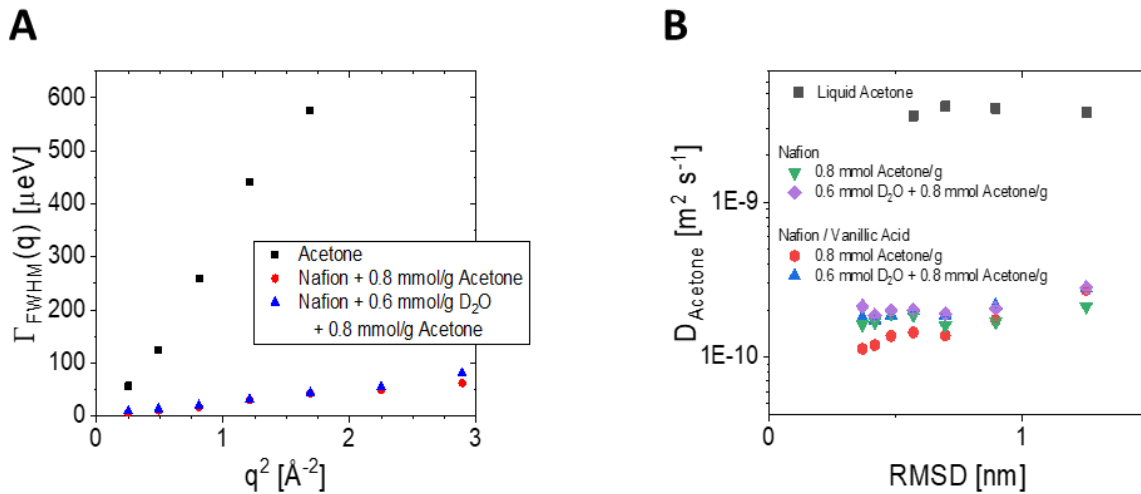 A
600
500
400
300
200
100
0
Γ_FWHM(q) [µeV]
Acetone
Nafion + 0.8 mmol/g Acetone
Nafion + 0.6 mmol/g D₂O
+ 0.8 mmol/g Acetone
0 1 2 3
q² [Å⁻²]
B
Liquid Acetone
Nafion
0.8 mmol Acetone/g
0.6 mmol D₂O + 0.8 mmol Acetone/g
Nafion / Vanillic Acid
0.8 mmol Acetone/g
0.6 mmol D₂O + 0.8 mmol Acetone/g
1E-9
1E-10
D_Acetone [m² s⁻¹]
0 1
RMSD [nm]